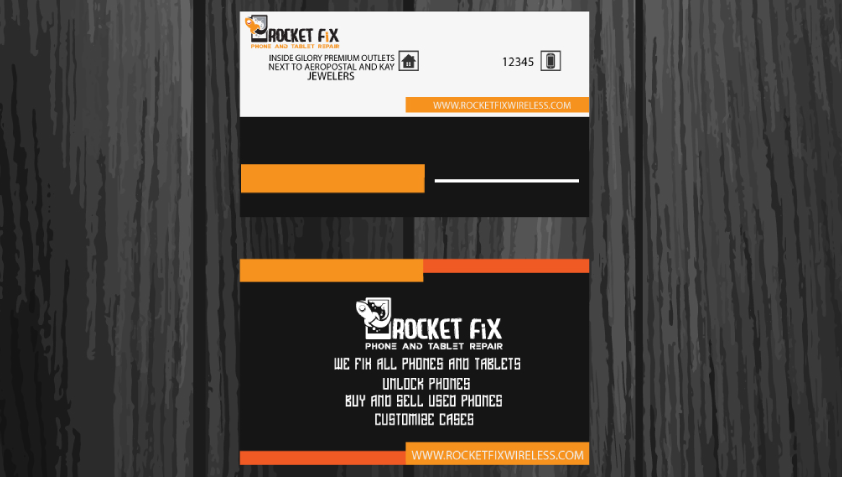 ROCKET FiX
PHONE AND TABLET REPAIR
INSIDE GILORY PREMIUM OUTLETS
NEXT TO AEROPOSTAL AND KAY
JEWELERS
12345
WWW.ROCKETFIXWIRELESS.COM
ROCKET FiX
PHONE AND TABLET REPAIR
WE FIX ALL PHONES AND TABLETS
UNLOCK PHONES
BUY AND SELL USED PHONES
CUSTOMIZE CASES
WWW.ROCKETFIXWIRELESS.COM